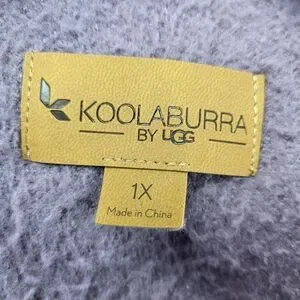 KOOLABURRA
BY UGG
1X
Made in China